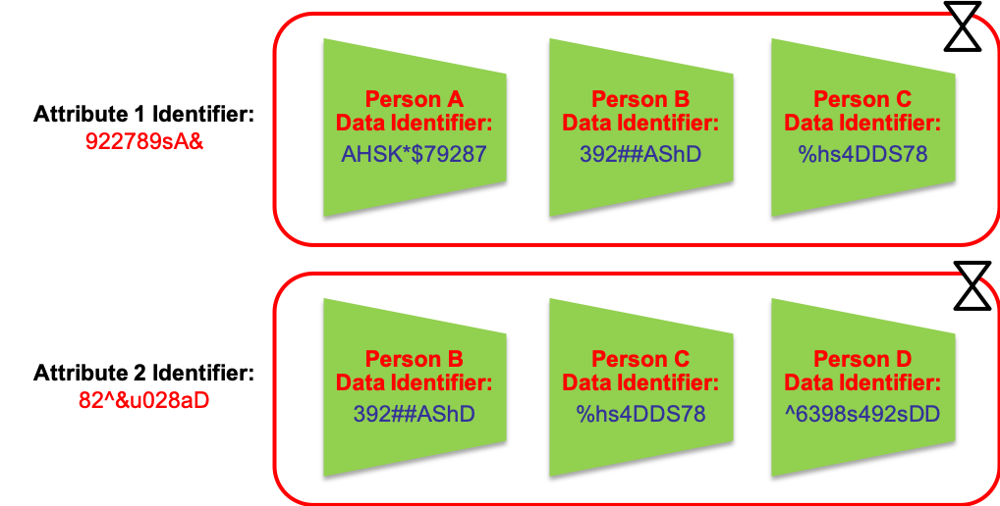 Attribute 1 Identifier:
922789sA&
Person A
Data Identifier:
AHSK*$79287
Person B
Data Identifier:
392##AShD
Person C
Data Identifier:
%hs4DDS78
Attribute 2 Identifier:
82^&u028aD
Person B
Data Identifier:
392##AShD
Person C
Data Identifier:
%hs4DDS78
Person D
Data Identifier:
^6398s492sDD